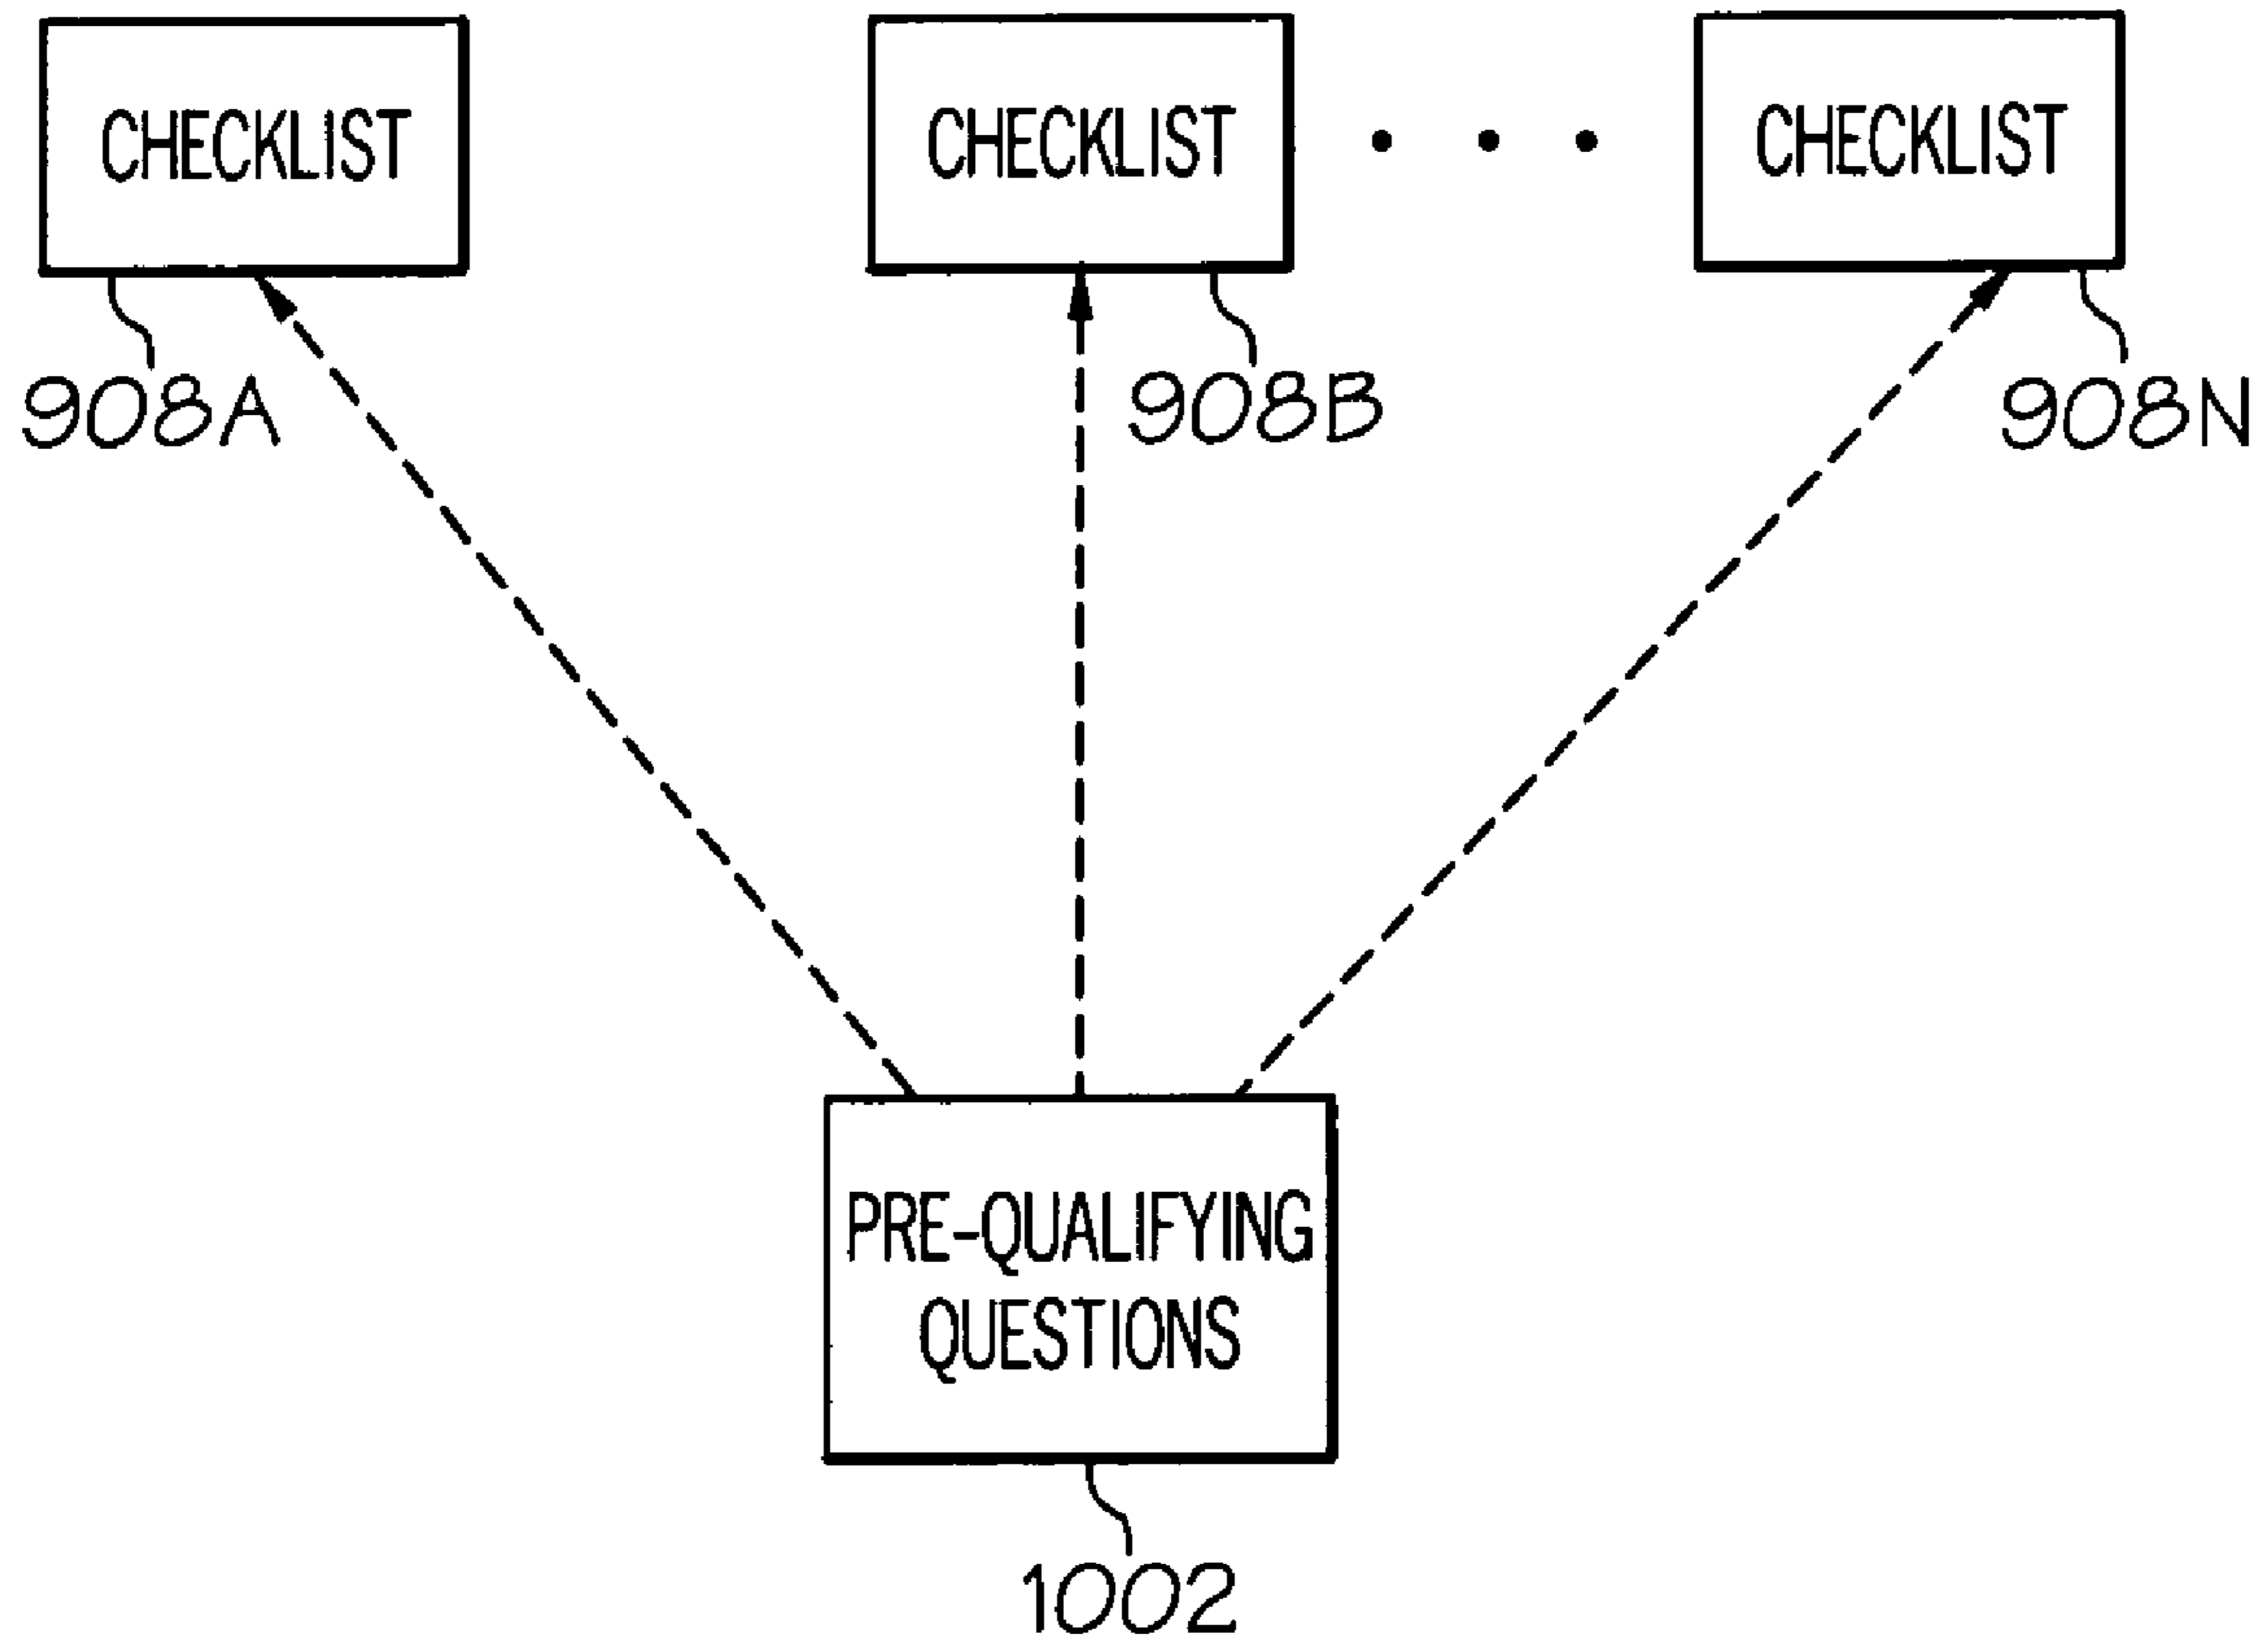 CHECKLIST
CHECKLIST
CHECKLIST
908A
908B
908N
PRE-QUALIFYING
QUESTIONS
1002